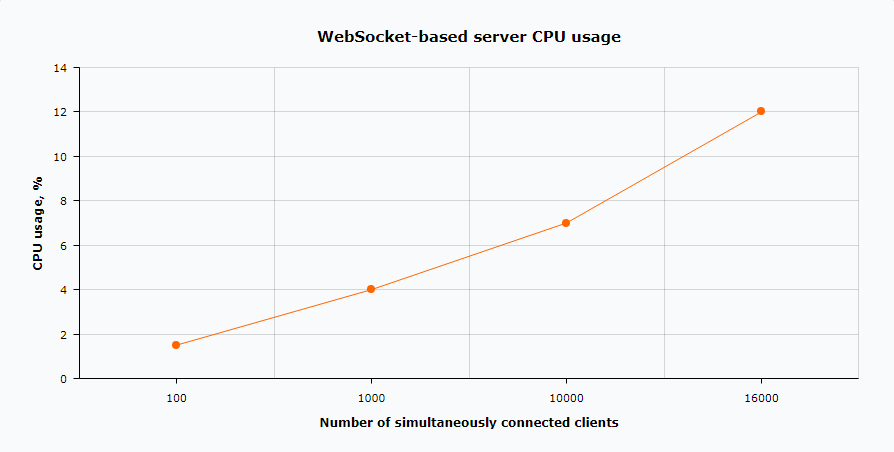 WebSocket-based server CPU usage
14
12
10
8
6
4
2
0
CPU usage, %
100 1000 10000 16000
Number of simultaneously connected clients